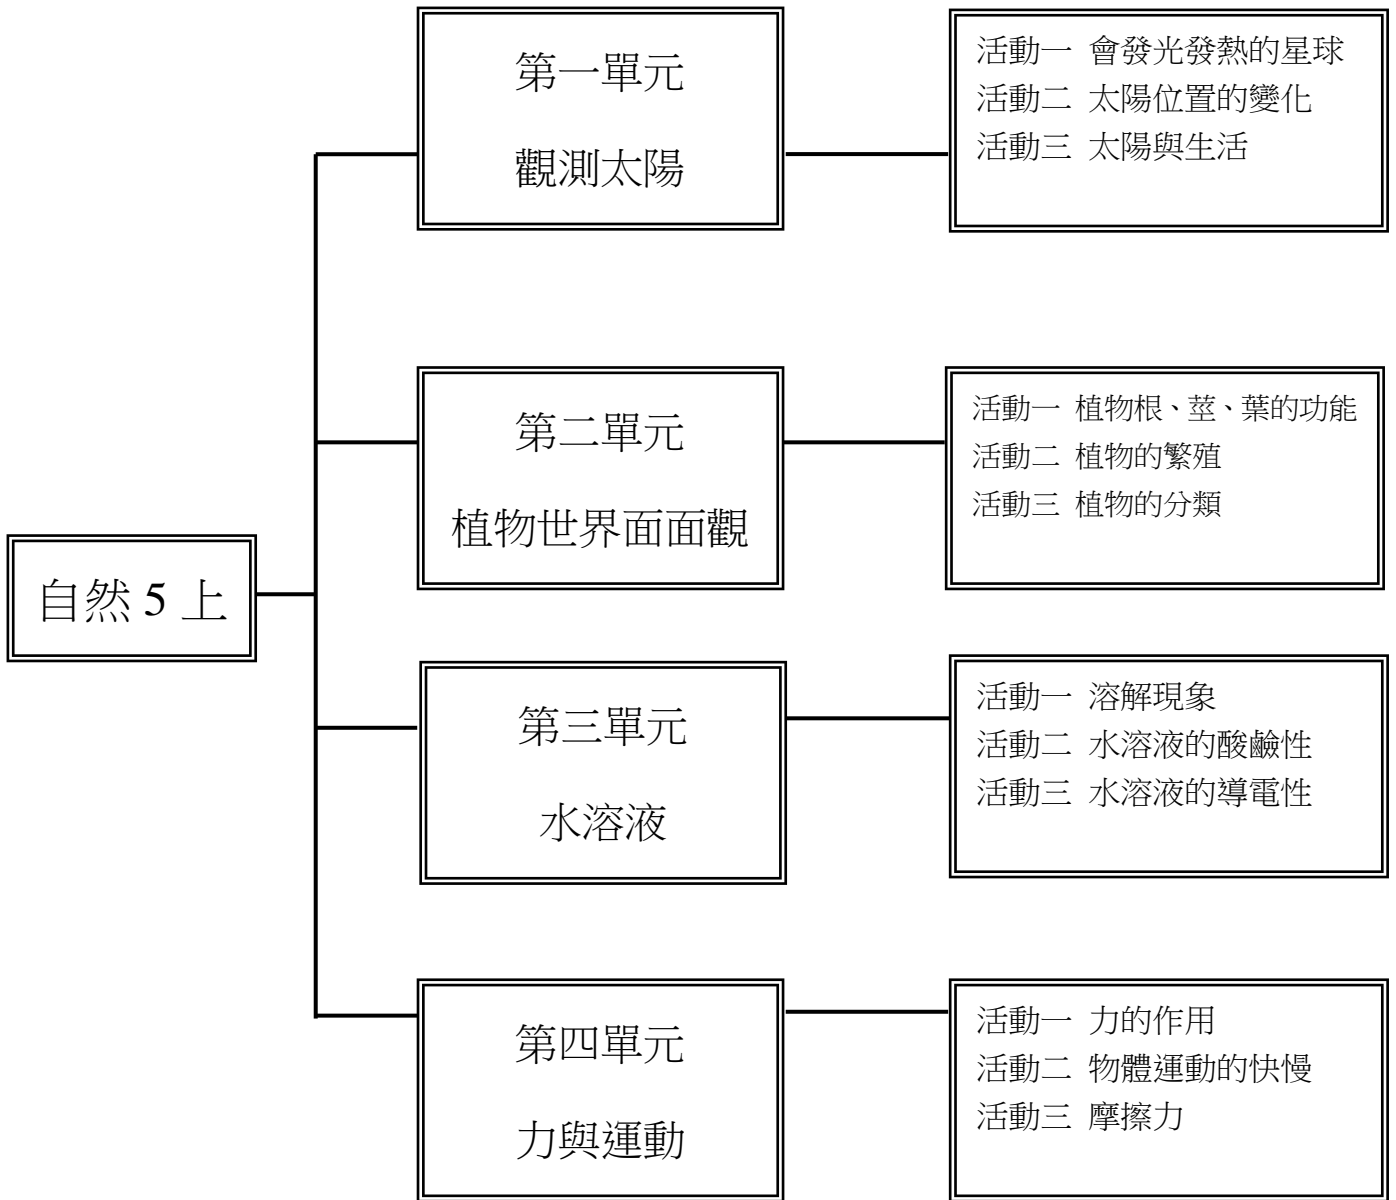 自然 5 上
第一單元
觀測太陽
活動一 會發光發熱的星球
活動二 太陽位置的變化
活動三 太陽與生活
第二單元
植物世界面面觀
活動一 植物根、莖、葉的功能
活動二 植物的繁殖
活動三 植物的分類
第三單元
水溶液
活動一 溶解現象
活動二 水溶液的酸鹼性
活動三 水溶液的導電性
第四單元
力與運動
活動一 力的作用
活動二 物體運動的快慢
活動三 摩擦力